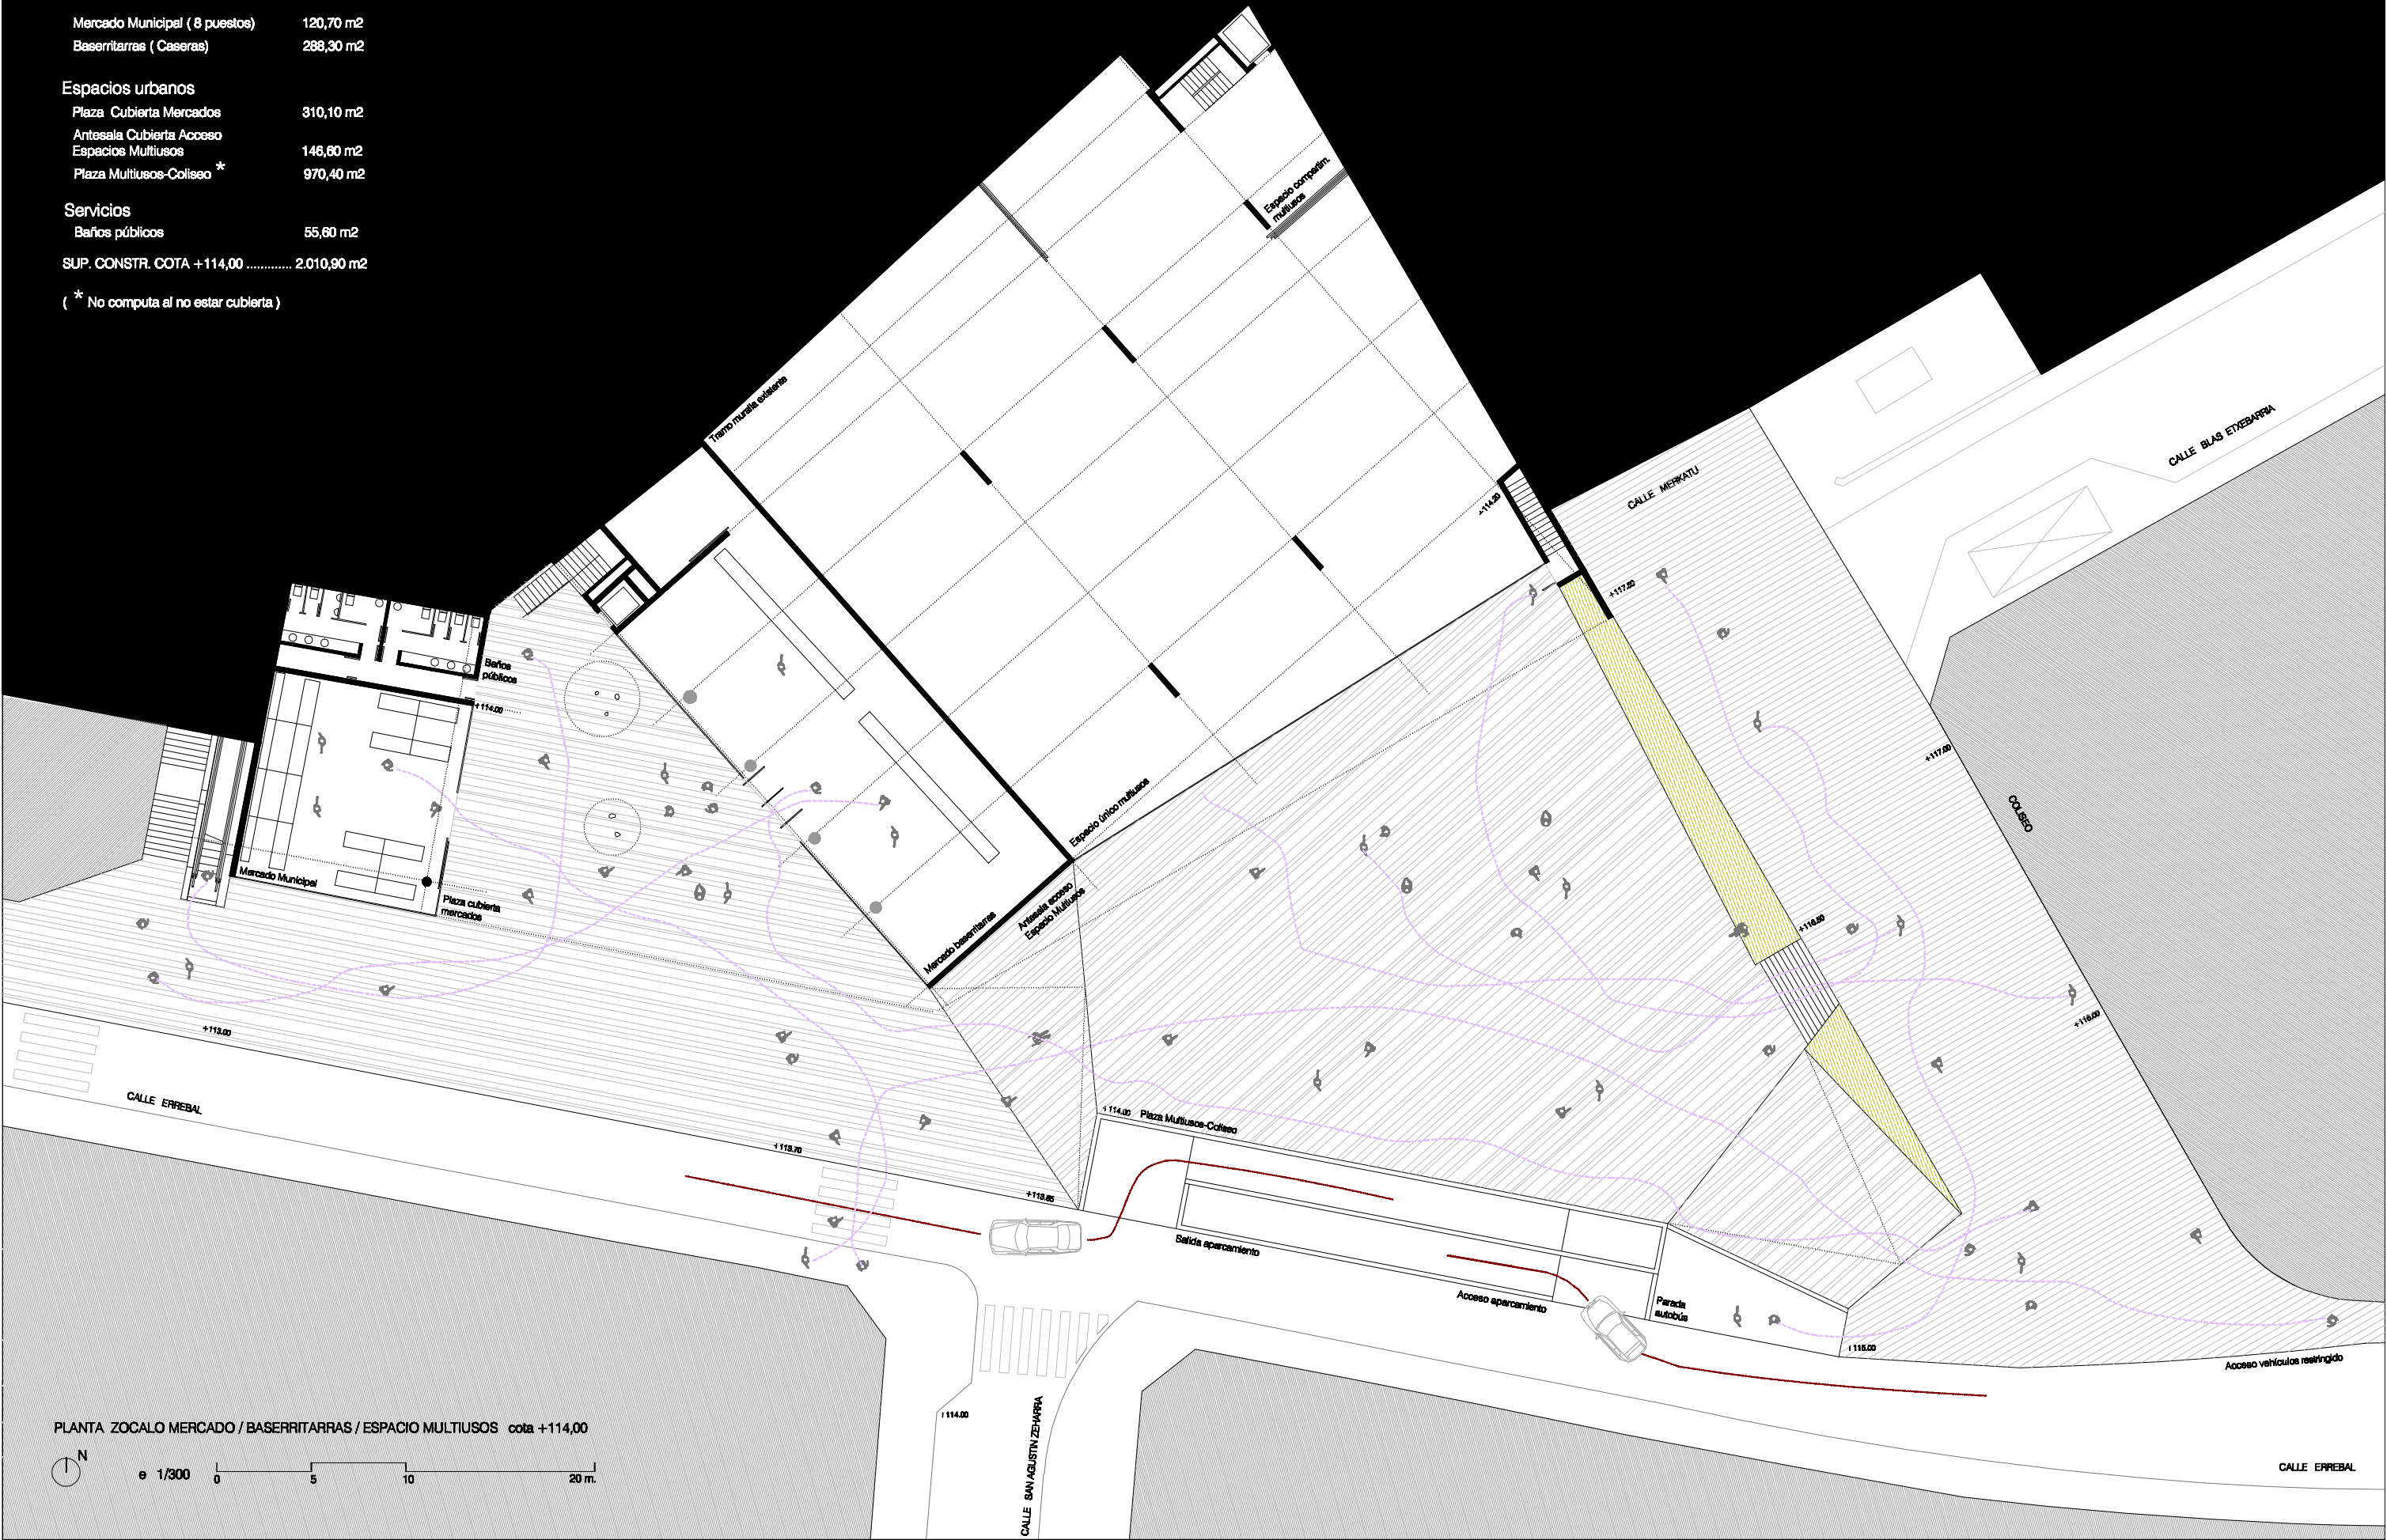 Mercado Municipal ( 8 puestos) 120,70 m2
Baserritarras ( Caseras) 288,30 m2
Espacios urbanos
Plaza Cubierta Mercados 310,10 m2
Antesala Cubierta Acceso
Espacios Multiusos 146,60 m2
Plaza Multiusos-Coliseo * 970,40 m2
Servicios
Baños públicos 55,60 m2
SUP. CONSTR. COTA +114,00 ............. 2.010,90 m2
( * No computa al no estar cubierta )
Espacio compartim.
multiusos
Tramo muralla existente
+114.20
CALLE MERKATU
CALLE BLAS ETXEBARRIA
+117.50
+117.00
COLISEO
Baños
públicos
+114.00
Espacio único multiusos
Mercado Municipal
Plaza cubierta
mercados
Mercado baserritarras
Antesala acceso
Espacio Multiusos
+116.50
+116.00
+113.00
CALLE ERREBAL
+113.70
+113.85
+114.00 Plaza Multiusos-Coliseo
Salida aparcamiento
Acceso aparcamiento
Parada
autobús
+115.00
Acceso vehículos restringido
+114.00
CALLE SAN AGUSTIN ZEHARRA
CALLE ERREBAL
PLANTA ZOCALO MERCADO / BASERRITARRAS / ESPACIO MULTIUSOS cota +114,00
N
e 1/300 0 5 10 20 m.